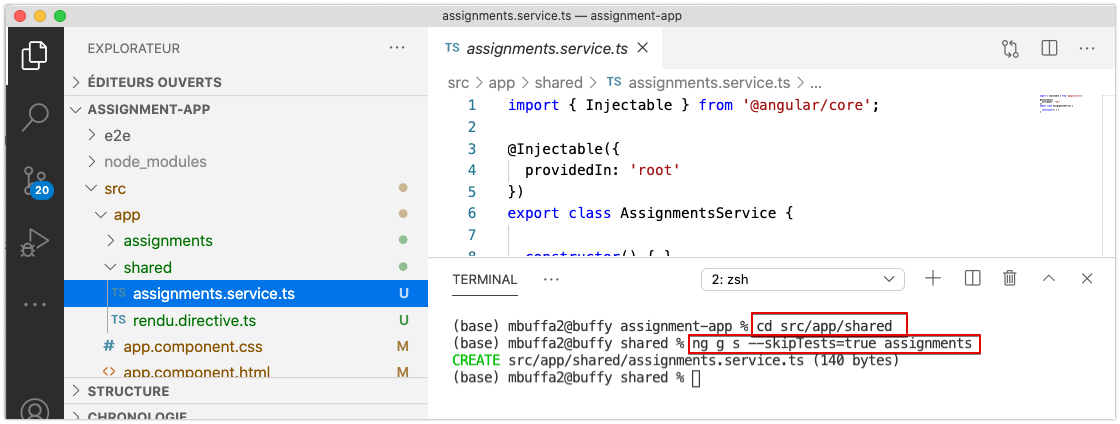 assignments.service.ts — assignment-app
EXPLORATEUR
ÉDITEURS OUVERTS
ASSIGNMENT-APP
e2e
node_modules
src
app
assignments
shared
TS assignments.service.ts U
TS rendu.directive.ts U
# app.component.css M
<> app.component.html M
STRUCTURE
CHRONOLOGIE
20
TS assignments.service.ts
src > app > shared > TS assignments.service.ts > ...
1 import { Injectable } from '@angular/core';
2
3 @Injectable({
4 providedIn: 'root'
5 })
6 export class AssignmentsService {
7
8 constructor() { }
TERMINAL
2: zsh
(base) mbuffa2@buffy assignment-app % cd src/app/shared
(base) mbuffa2@buffy shared % ng g s --skipTests=true assignments
CREATE src/app/shared/assignments.service.ts (140 bytes)
(base) mbuffa2@buffy shared %